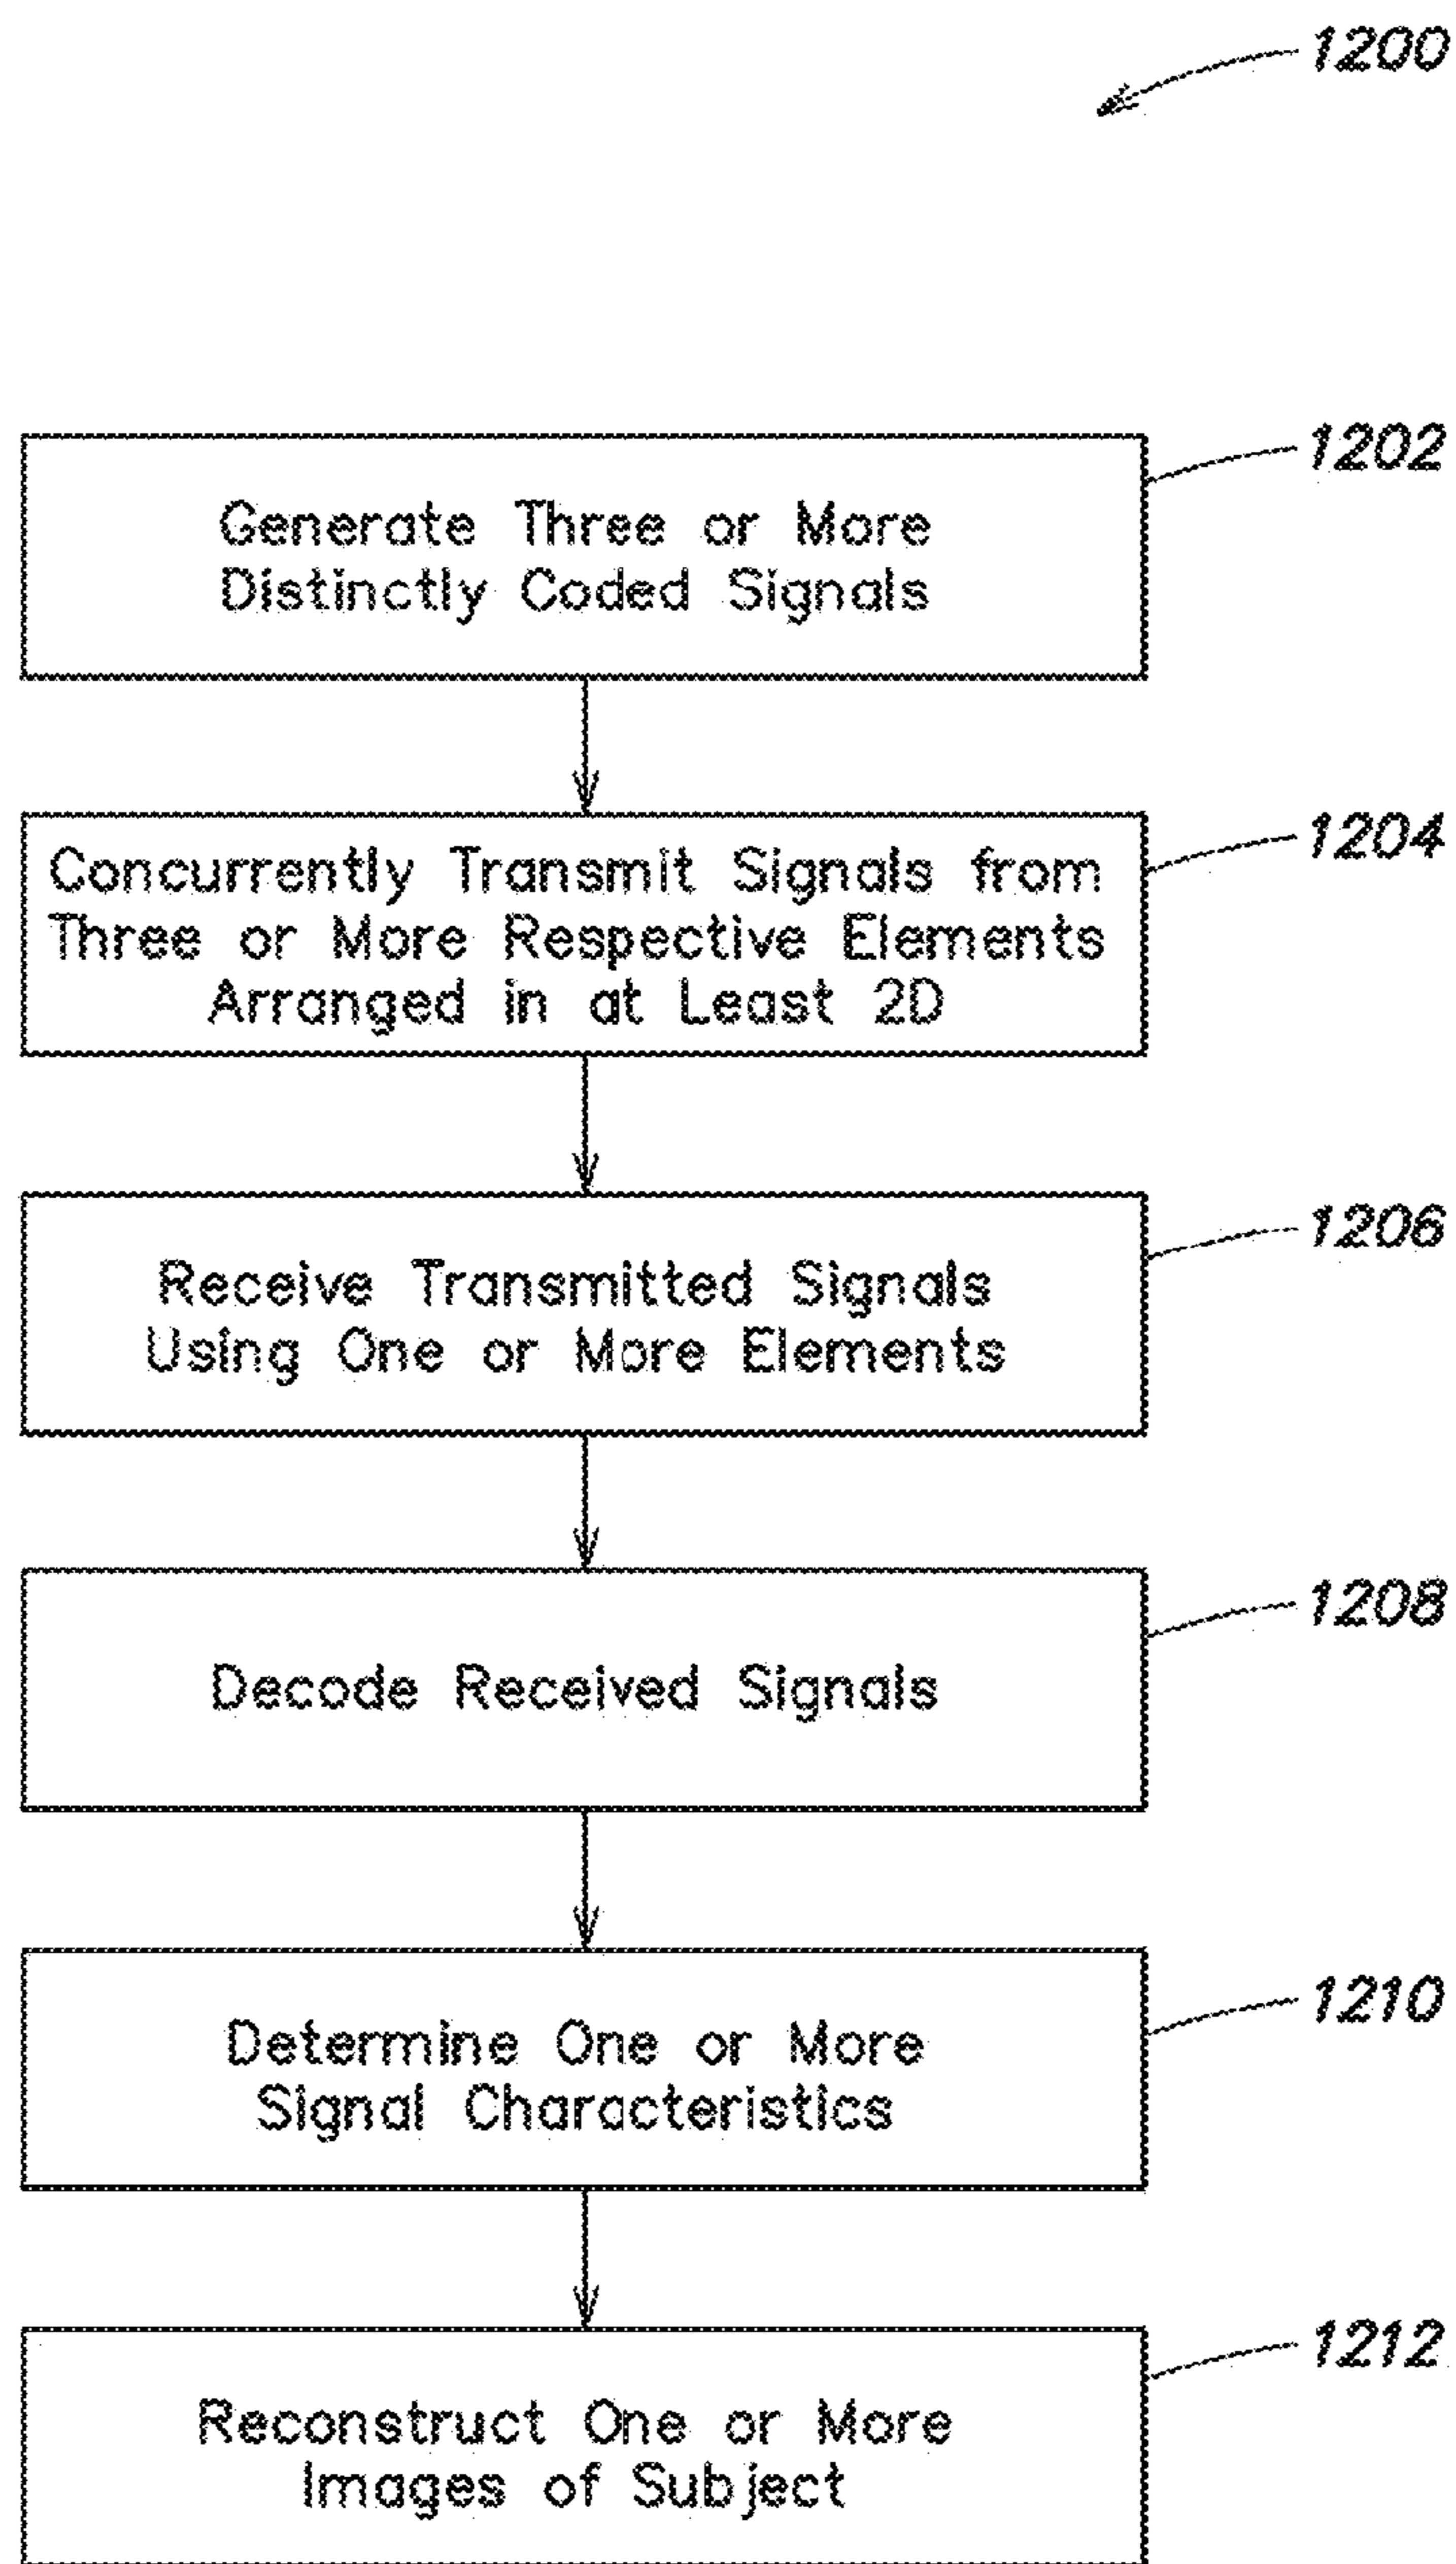 1200
1202
Generate Three or More
Distinctly Coded Signals
1204
Concurrently Transmit Signals from
Three or More Respective Elements
Arranged in at Least 2D
1206
Receive Transmitted Signals
Using One or More Elements
1208
Decode Received Signals
1210
Determine One or More
Signal Characteristics
1212
Reconstruct One or More
Images of Subject